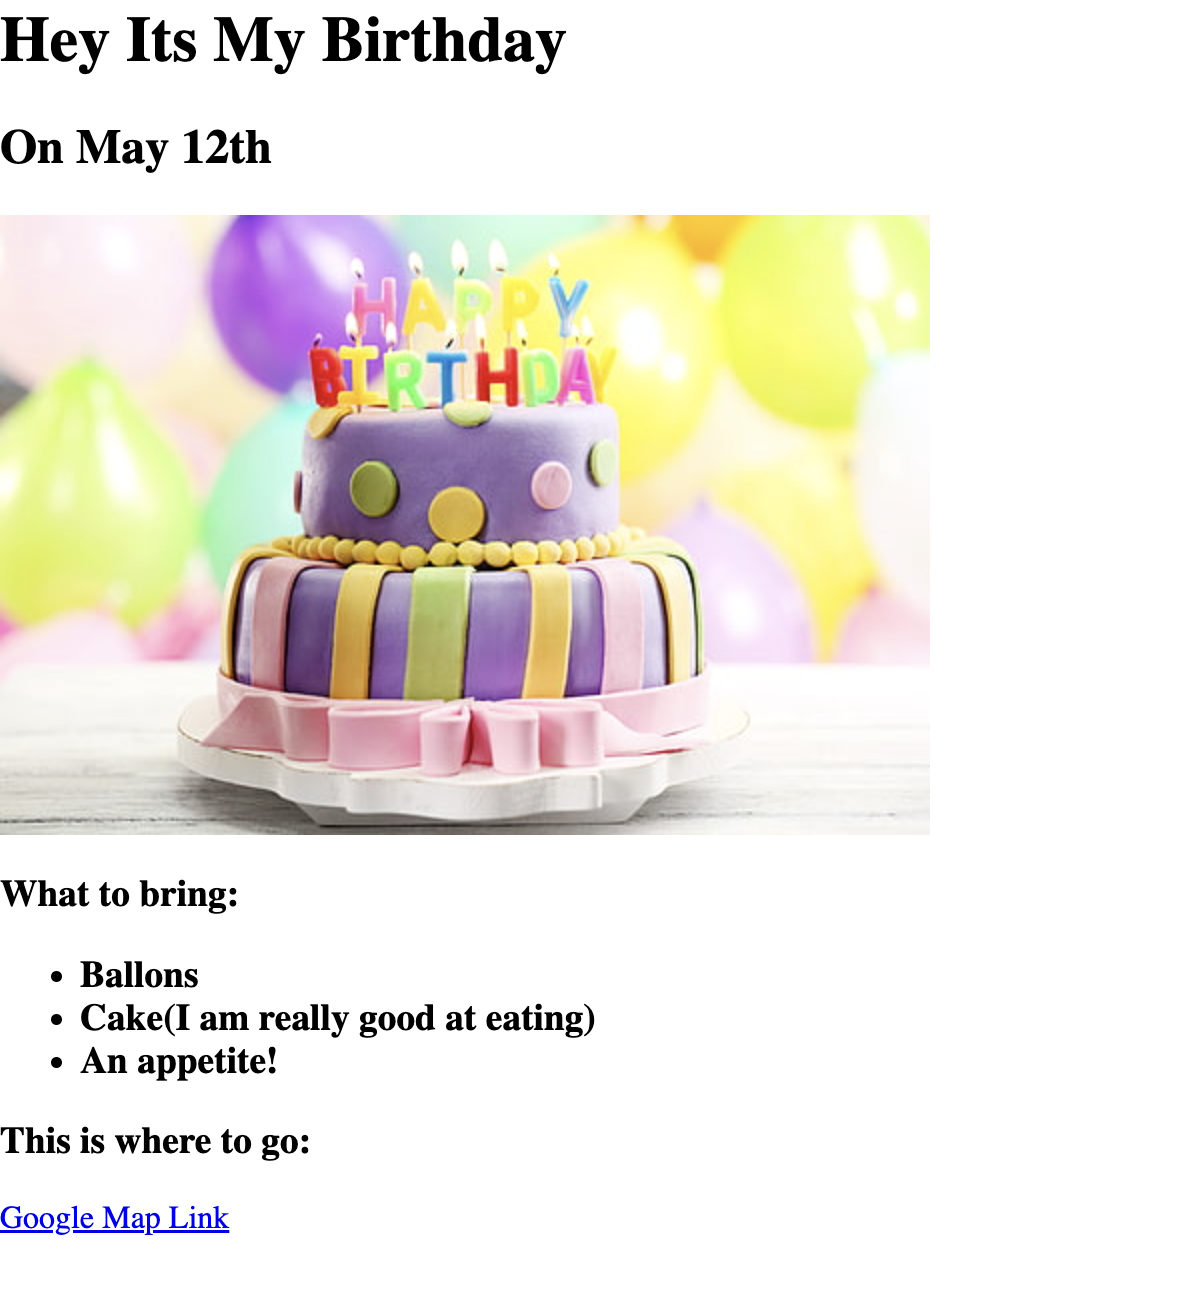 Hey Its My Birthday
On May 12th
HAPPY
BIRTHDAY
What to bring:
Ballons
Cake(I am really good at eating)
An appetite!
This is where to go:
Google Map Link